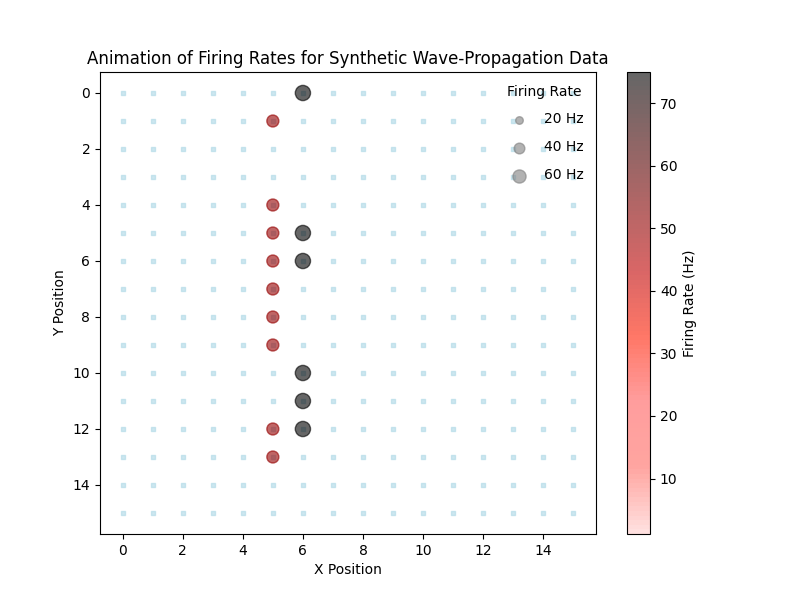 Animation of Firing Rates for Synthetic Wave-Propagation Data
Firing Rate
20 Hz
40 Hz
60 Hz
0
2
4
6
8
10
12
14
Y Position
0 2 4 6 8 10 12 14
X Position
70
60
50
40
30
20
10
Firing Rate (Hz)